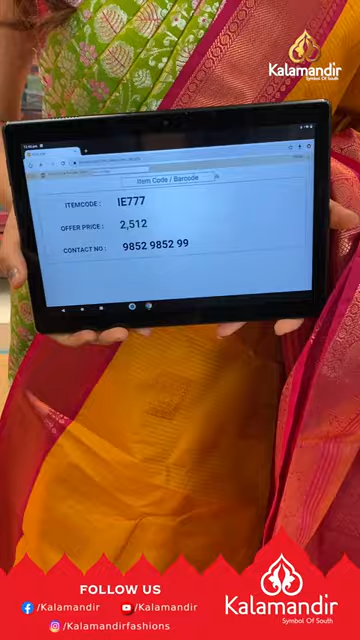 Kalamandir
Symbol Of South
Item Code / Barcode
ITEMCODE : IE777
OFFER PRICE : 2,512
CONTACT NO : 9852 9852 99
FOLLOW US
/Kalamandir /Kalamandir
/Kalamandirfashions
Kalamandir
Symbol Of South